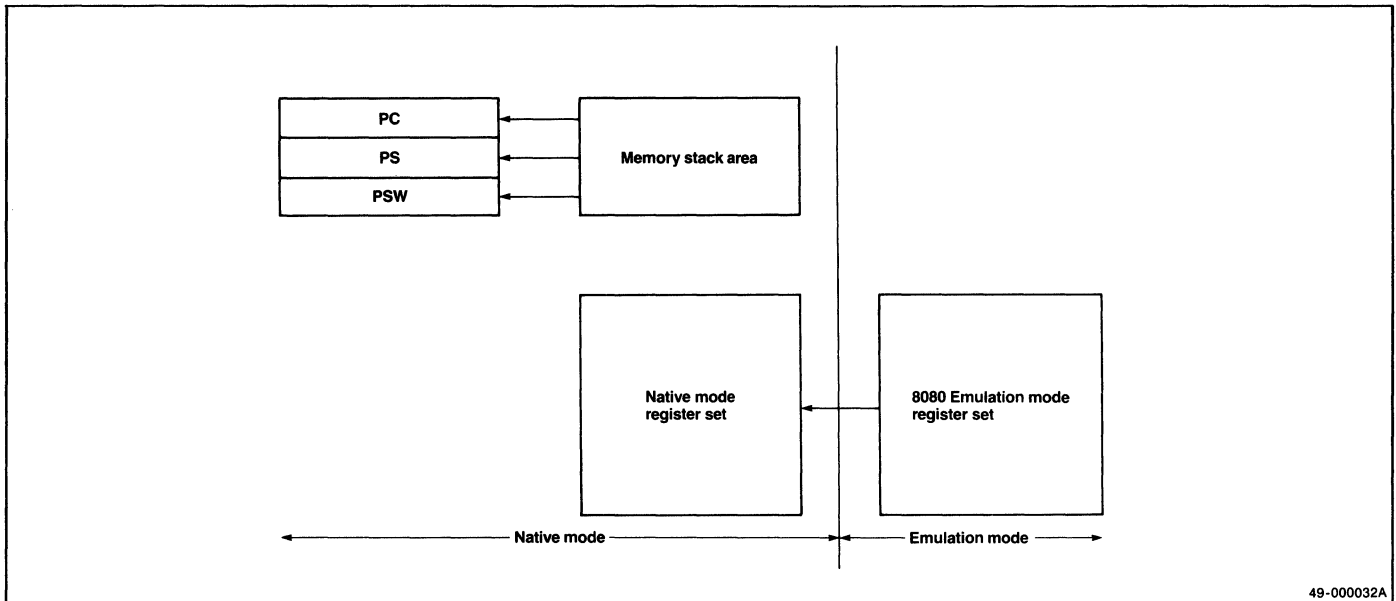 PC
PS
PSW
Memory stack area
Native mode
register set
8080 Emulation mode
register set
Native mode
Emulation mode
49-000032A